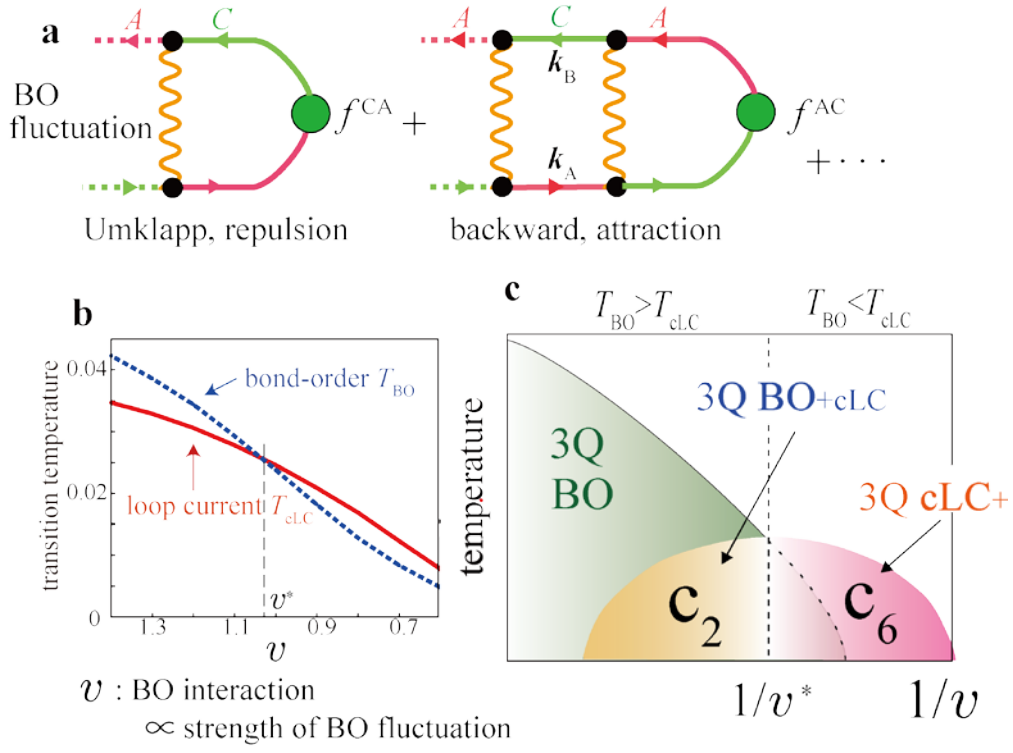 a
A C
BO
fluctuation
f^CA +
Umklapp, repulsion
A C A
k_B
k_A
f^AC
+ · · ·
backward, attraction
b
transition temperature
0.04
0.02
0
bond-order T_BO
loop current T_cLC
v*
1.3 1.1 0.9 0.7
v
v : BO interaction
∝ strength of BO fluctuation
c
T_BO>T_cLC T_BO<T_cLC
temperature
3Q
BO
3Q BO+cLC
3Q cLC+
c_2
c_6
1/v* 1/v